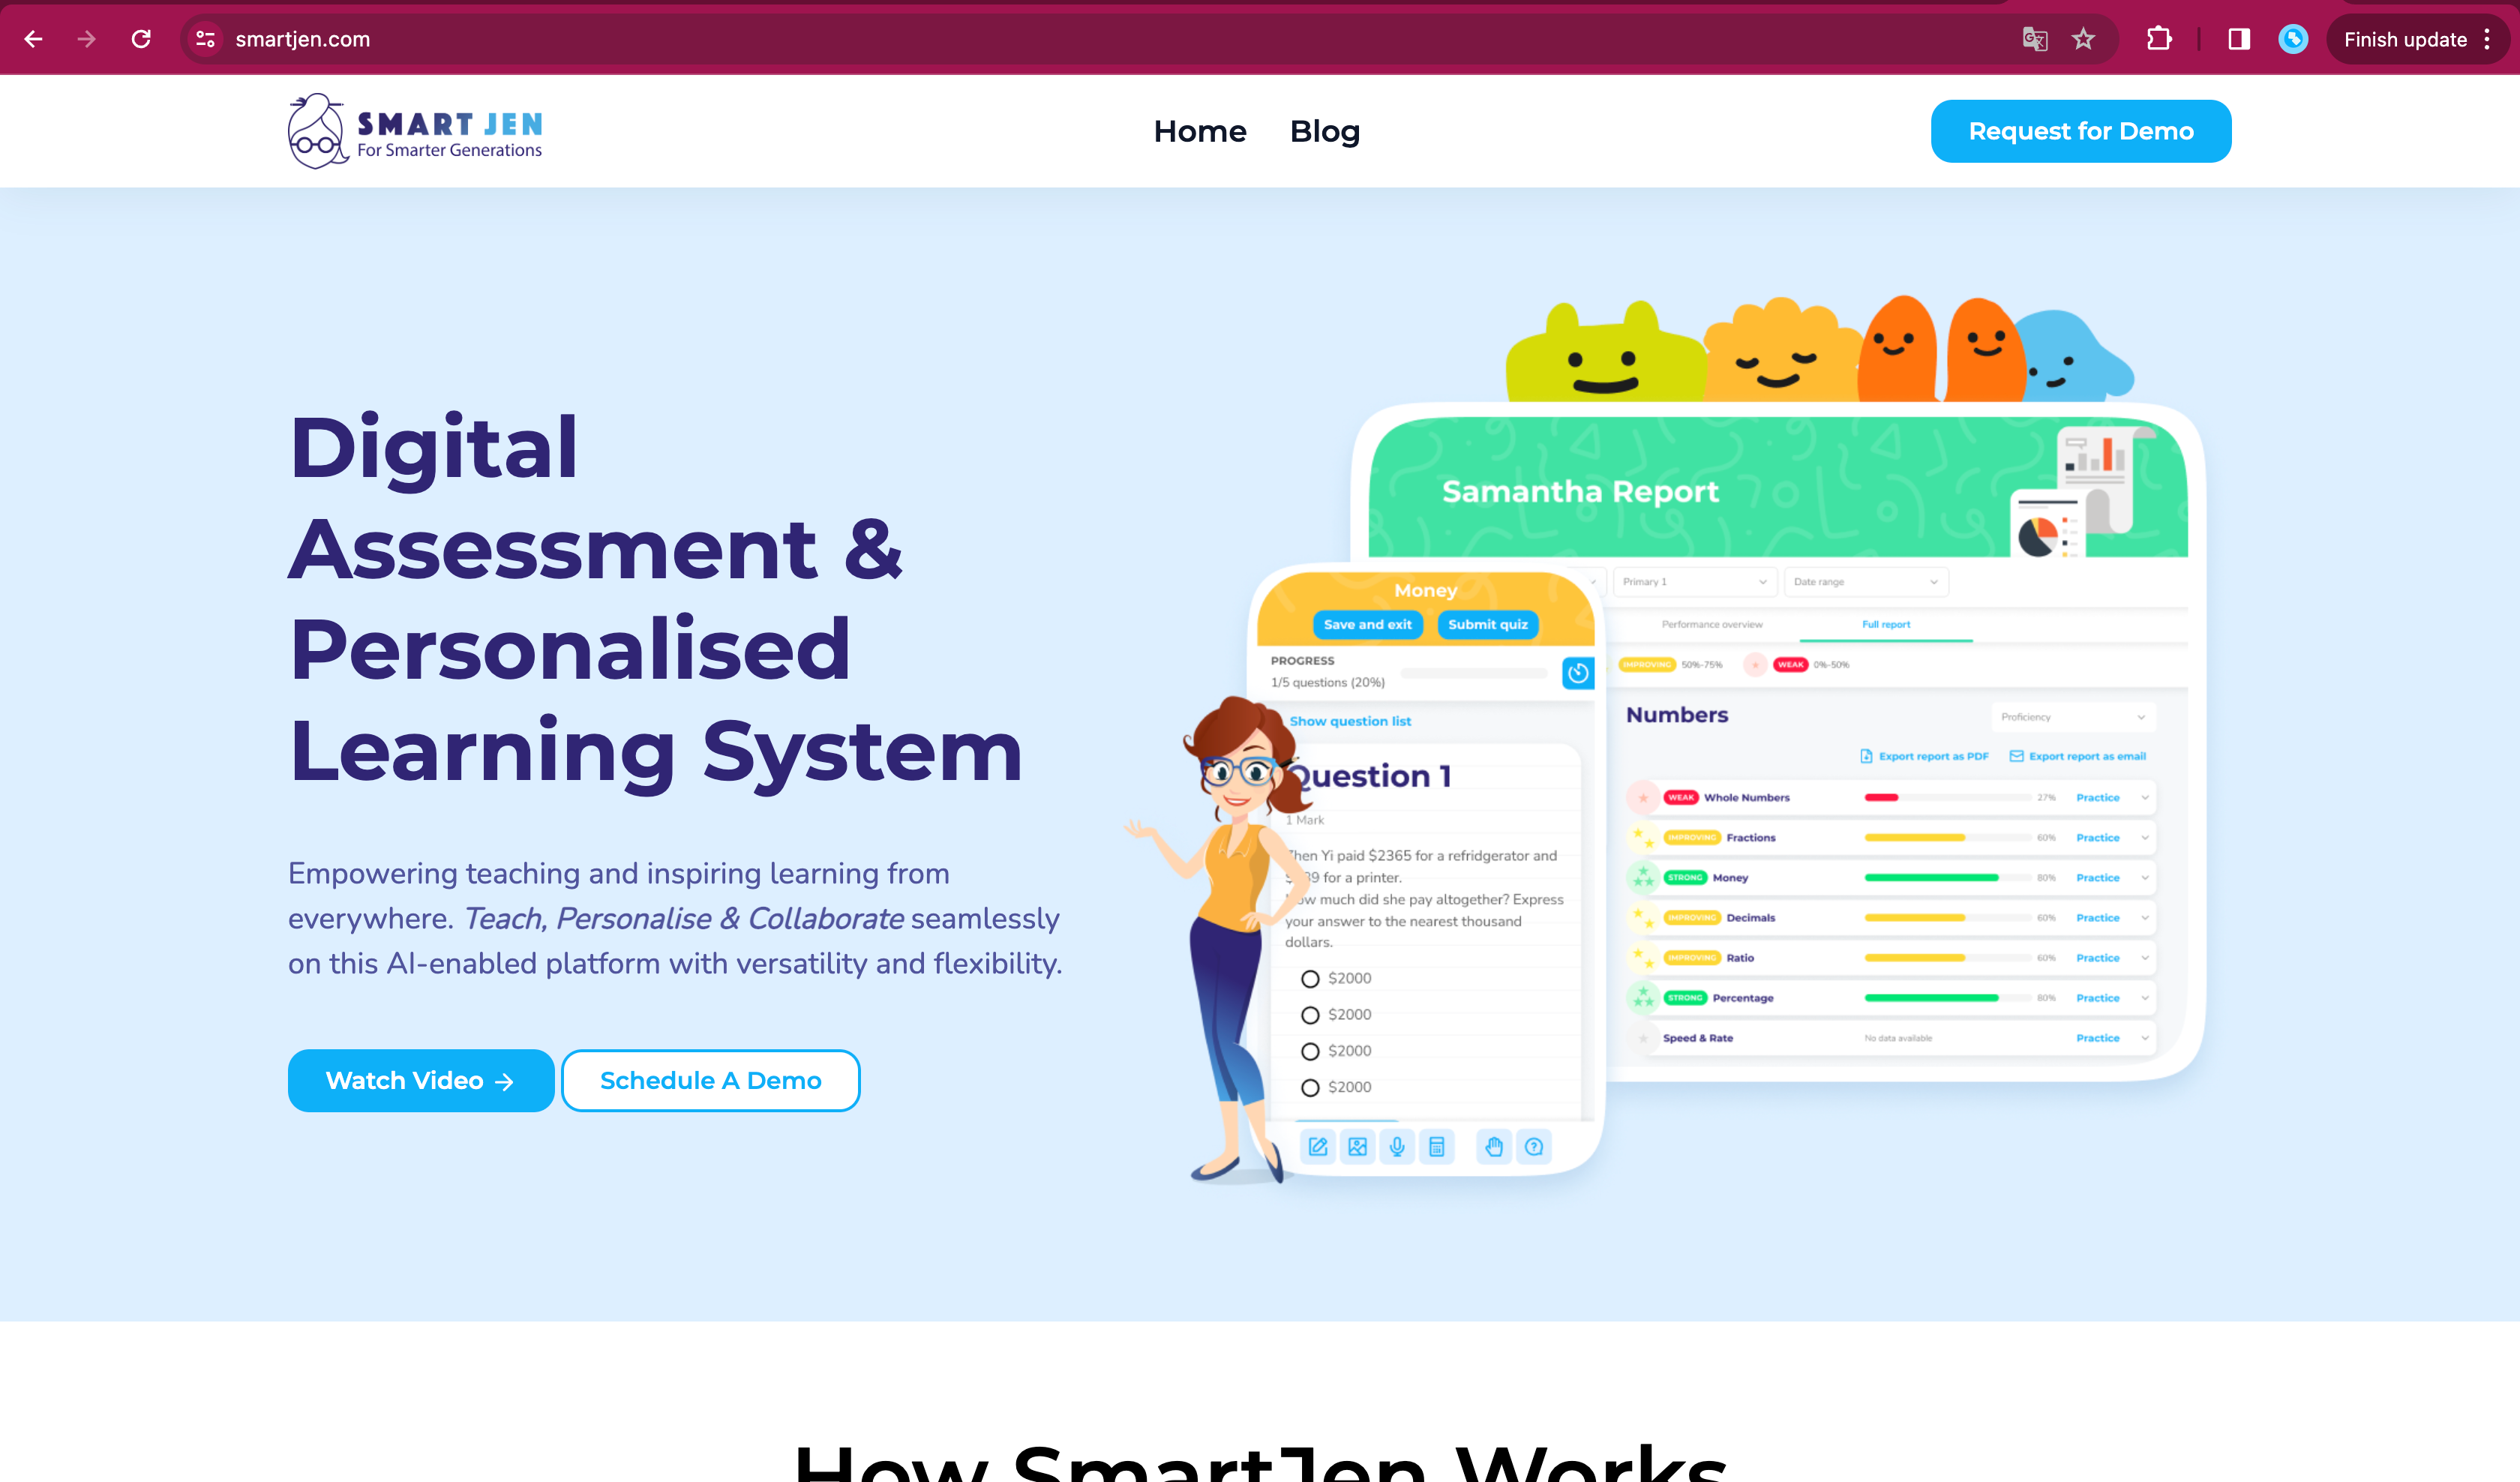 smartjen.com
Finish update
SMART JEN
For Smarter Generations
Home
Blog
Request for Demo
Digital
Assessment &
Personalised
Learning System
Empowering teaching and inspiring learning from
everywhere. Teach, Personalise & Collaborate seamlessly
on this AI-enabled platform with versatility and flexibility.
Watch Video →
Schedule A Demo
Samantha Report
Primary 1
Date range
Performance overview
Full report
IMPROVING 50%-75%
WEAK 0%-50%
Numbers
Proficiency
Export report as PDF
Export report as email
WEAK Whole Numbers 27% Practice
IMPROVING Fractions 60% Practice
STRONG Money 80% Practice
IMPROVING Decimals 60% Practice
IMPROVING Ratio 60% Practice
STRONG Percentage 80% Practice
Speed & Rate No data available Practice
Money
Save and exit
Submit quiz
PROGRESS
1/5 questions (20%)
Show question list
Question 1
1 Mark
Yi paid $2365 for a refridgerator and
for a printer.
much did she pay altogether? Express
your answer to the nearest thousand
dollars.
$2000
$2000
$2000
$2000
How SmartJen Works